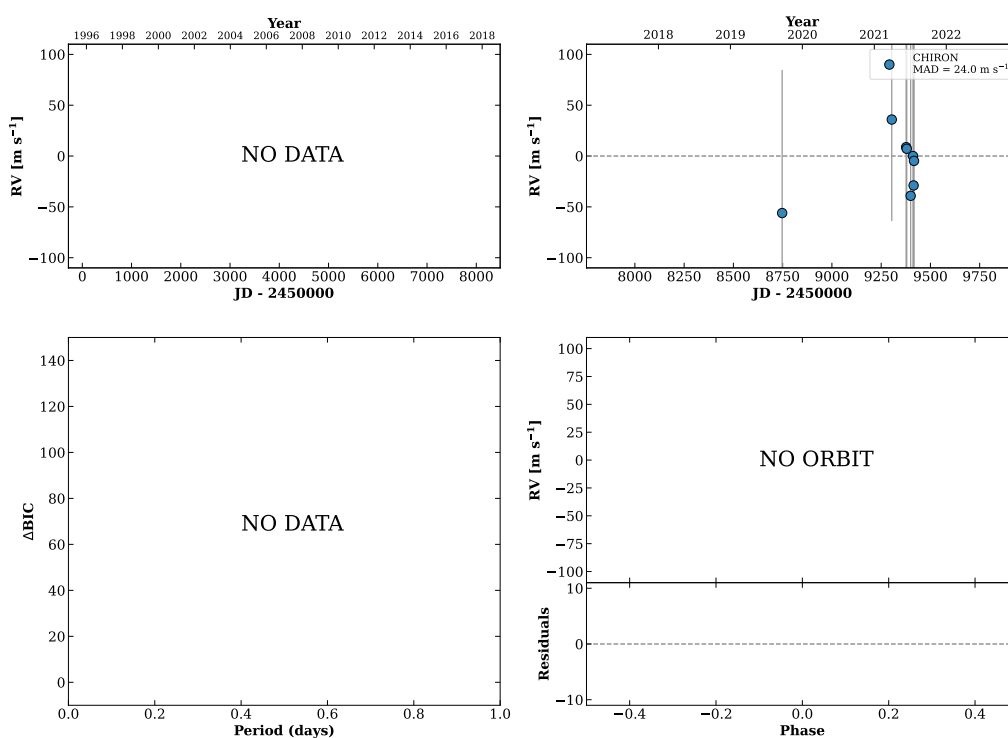 Year
1996 1998 2000 2002 2004 2006 2008 2010 2012 2014 2016 2018
100
50
0
−50
−100
RV [m s⁻¹]
NO DATA
0 1000 2000 3000 4000 5000 6000 7000 8000
JD - 2450000
Year
2018 2019 2020 2021 2022
100
50
0
−50
−100
RV [m s⁻¹]
CHIRON
MAD = 24.0 m s⁻¹
8000 8250 8500 8750 9000 9250 9500 9750
JD - 2450000
140
120
100
80
60
40
20
0
ΔBIC
NO DATA
0.0 0.2 0.4 0.6 0.8 1.0
Period (days)
100
75
50
25
0
−25
−50
−75
−100
RV [m s⁻¹]
NO ORBIT
10
0
−10
Residuals
−0.4 −0.2 0.0 0.2 0.4
Phase